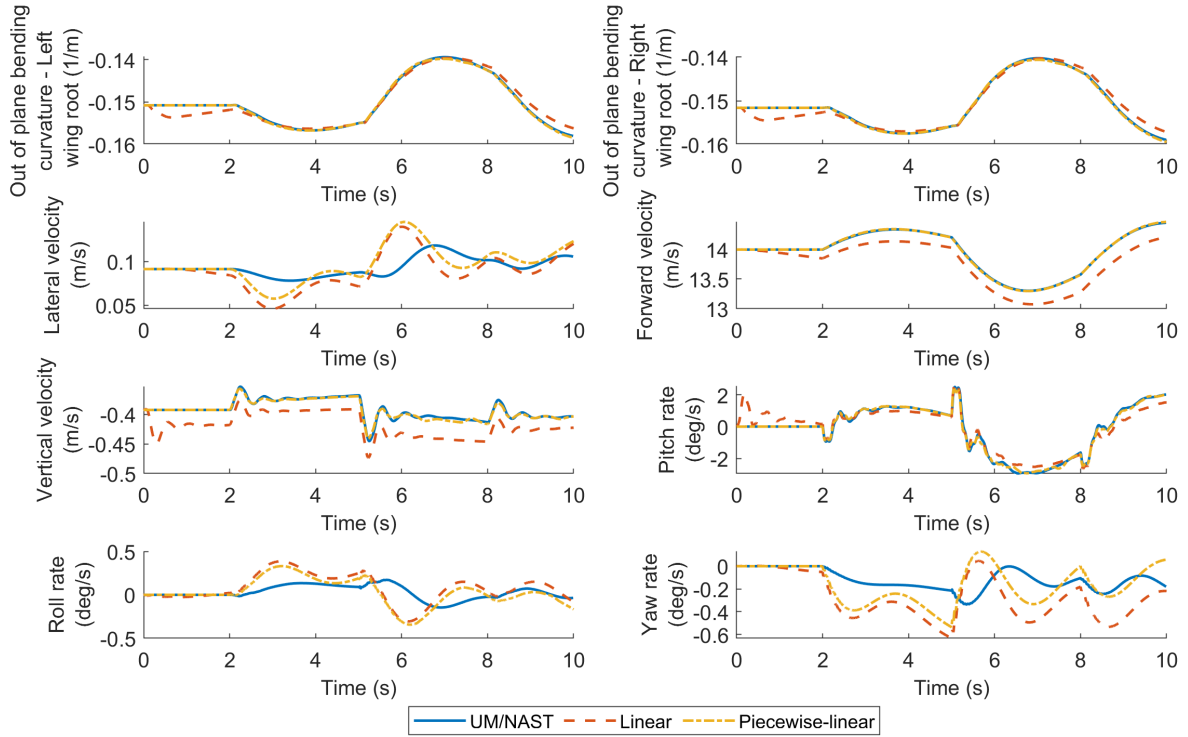 Out of plane bending
curvature - Left
wing root (1/m)
-0.14
-0.15
-0.16
0 2 4 6 8 10
Time (s)
Out of plane bending
curvature - Right
wing root (1/m)
-0.14
-0.15
-0.16
0 2 4 6 8 10
Time (s)
Lateral velocity
(m/s)
0.1
0.05
0 2 4 6 8 10
Time (s)
Forward velocity
(m/s)
14
13.5
13
0 2 4 6 8 10
Time (s)
Vertical velocity
(m/s)
-0.4
-0.45
-0.5
0 2 4 6 8 10
Time (s)
Pitch rate
(deg/s)
2
0
-2
0 2 4 6 8 10
Time (s)
Roll rate
(deg/s)
0.5
0
-0.5
0 2 4 6 8 10
Time (s)
Yaw rate
(deg/s)
0
-0.2
-0.4
-0.6
0 2 4 6 8 10
Time (s)
UM/NAST Linear Piecewise-linear